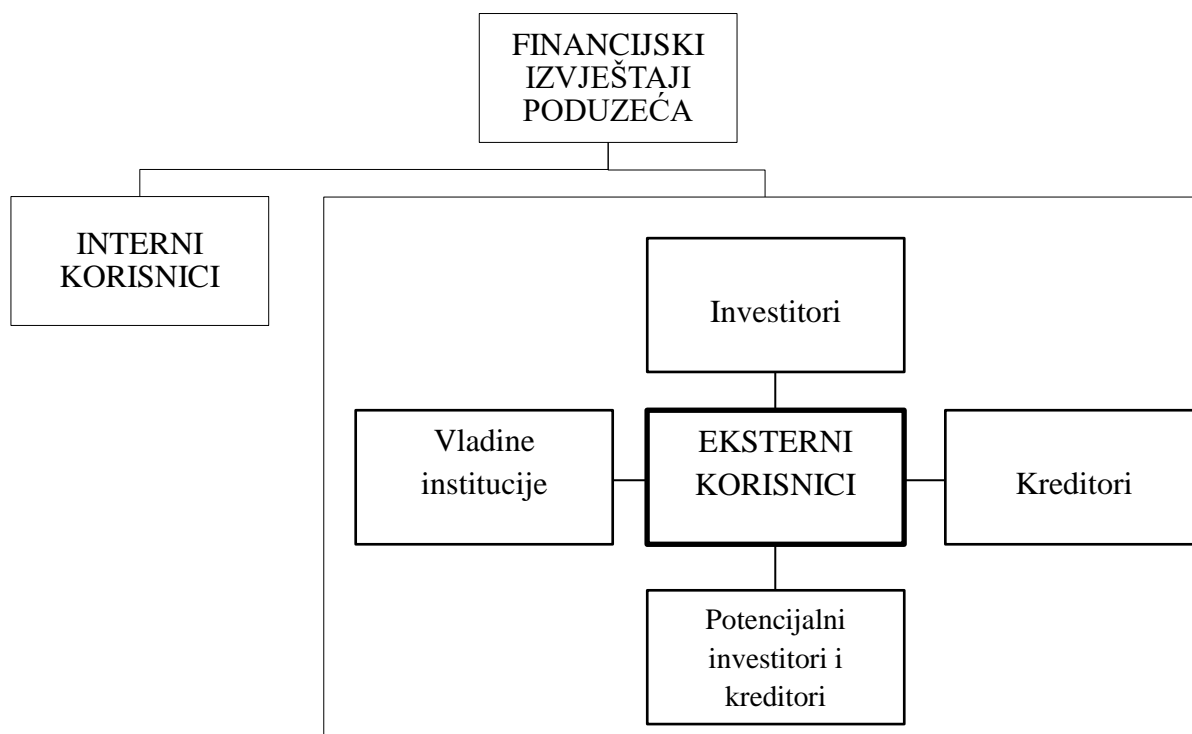 FINANCIJSKI
IZVJEŠTAJI
PODUZEĆA
INTERNI
KORISNICI
Investitori
Vladine
institucije
EKSTERNI
KORISNICI
Kreditori
Potencijalni
investitori i
kreditori